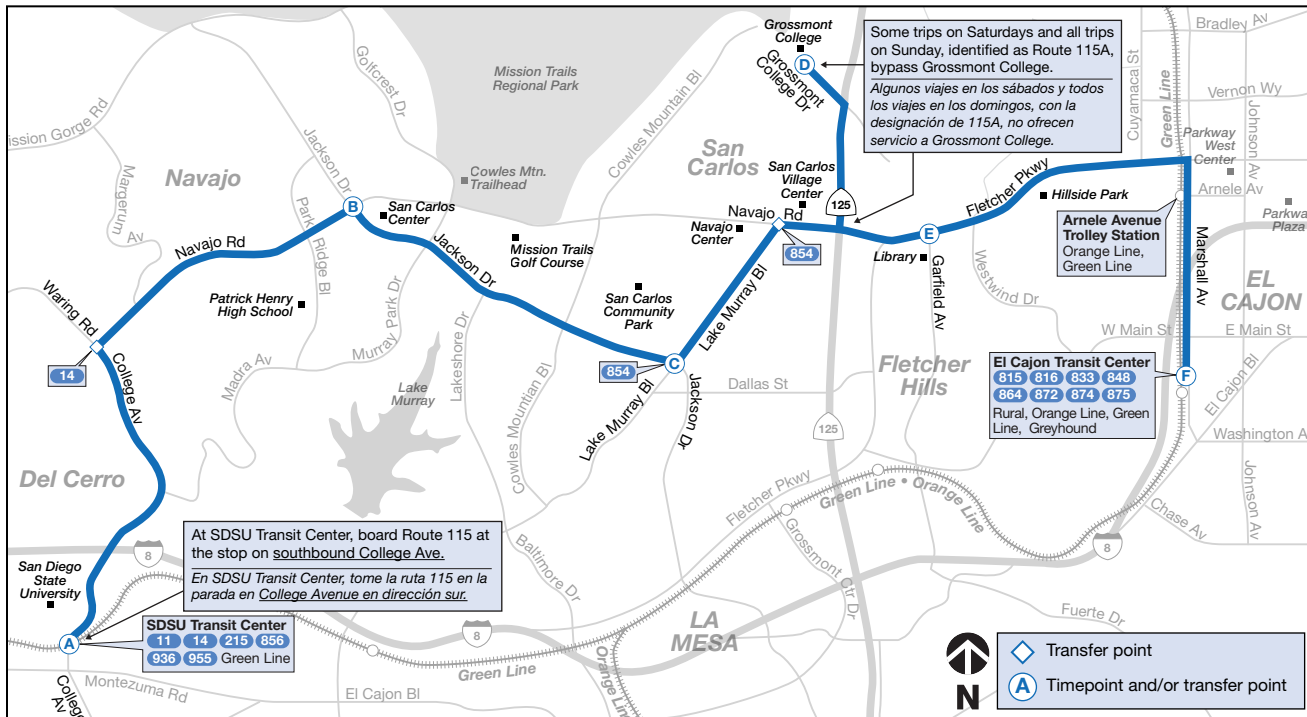 Grossmont
College
D
Grossmont
College Dr
Some trips on Saturdays and all trips
on Sunday, identified as Route 115A,
bypass Grossmont College.
Algunos viajes en los sábados y todos
los viajes en los domingos, con la
designación de 115A, no ofrecen
servicio a Grossmont College.
Bradley Av
Cuyamaca St
Green Line
Vernon Wy
Johnson Av
Parkway
West Center
Arnele Av
Parkway
Plaza
Mission Trails
Regional Park
Golfcrest Dr
Cowles Mountain Bl
ission Gorge Rd
Jackson Dr
Margerum
Av
Navajo
Cowles Mtn.
Trailhead
San
Carlos
San Carlos
Village
Center
125
Fletcher Pkwy
Hillside Park
B
San Carlos
Center
Navajo Rd
Park Ridge Bl
Jackson Dr
Mission Trails
Golf Course
Navajo
Center
Navajo
Rd
854
E
Library
Garfield Av
Westwind Dr
Arnele Avenue
Trolley Station
Orange Line,
Green Line
Marshall Av
EL
CAJON
Waring Rd
Patrick Henry
High School
Murray Park Dr
Lakeshore Dr
San Carlos
Community
Park
Lake Murray Bl
14
College Av
Madra Av
Lake
Murray
Cowles Mountian Bl
854
C
Lake Murray Bl
Jackson Dr
Dallas St
Fletcher
Hills
W Main St
E Main St
El Cajon Transit Center
815 816 833 848
864 872 874 875
Rural, Orange Line, Green
Line, Greyhound
F
El Cajon Bl
125
Washington A
Johnson Av
Del Cerro
Fletcher Pkwy
Green Line • Orange Line
Grossmont Ctr Dr
Chase Av
8
8
At SDSU Transit Center, board Route 115 at
the stop on southbound College Ave.
En SDSU Transit Center, tome la ruta 115 en la
parada en College Avenue en dirección sur.
San Diego
State
University
A
SDSU Transit Center
11 14 215 856
936 955 Green Line
Baltimore Dr
8
LA
MESA
Fuerte Dr
College
Av
Montezuma Rd
El Cajon Bl
Green Line
Orange Line
N
Transfer point
A
Timepoint and/or transfer point